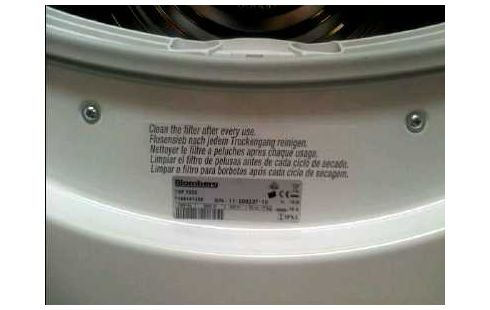 Clean the filter after every use.
Flusensieb nach jedem Trockengang reinigen.
Nettoyer le filtre à peluches après chaque usage.
Limpiar el filtro de pelusas antes de cada ciclo de secado.
Limpar o filtro para borbotos após cada ciclo de secagem.
Blomberg